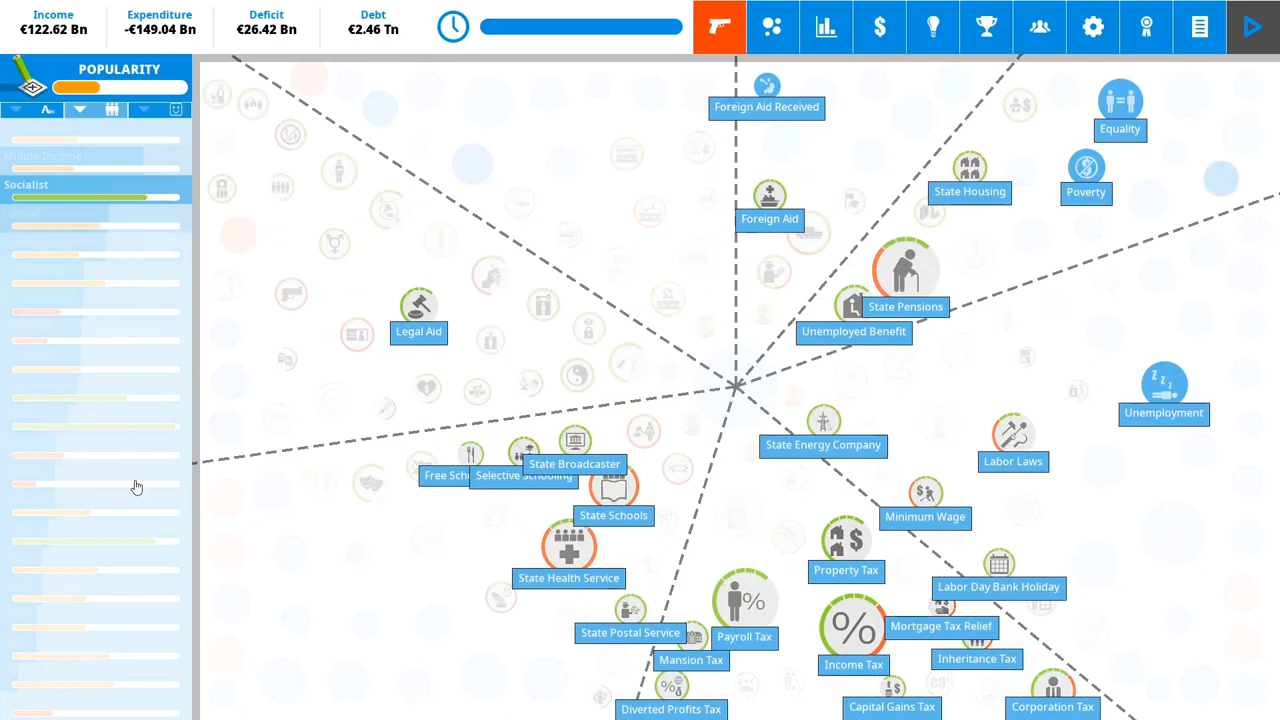 Income
Expenditure
Deficit
Debt
€122.62 Bn
-€149.04 Bn
€26.42 Bn
€2.46 Tn
POPULARITY
Middle Income
Socialist
Foreign Aid Received
Equality
State Housing
Poverty
Foreign Aid
State Pensions
Legal Aid
Unemployed Benefit
Unemployment
State Energy Company
Labor Laws
State Broadcaster
Free Sch
Selective Schooling
State Schools
Minimum Wage
Property Tax
State Health Service
Labor Day Bank Holiday
State Postal Service
Payroll Tax
Mortgage Tax Relief
Mansion Tax
Income Tax
Inheritance Tax
Diverted Profits Tax
Capital Gains Tax
Corporation Tax